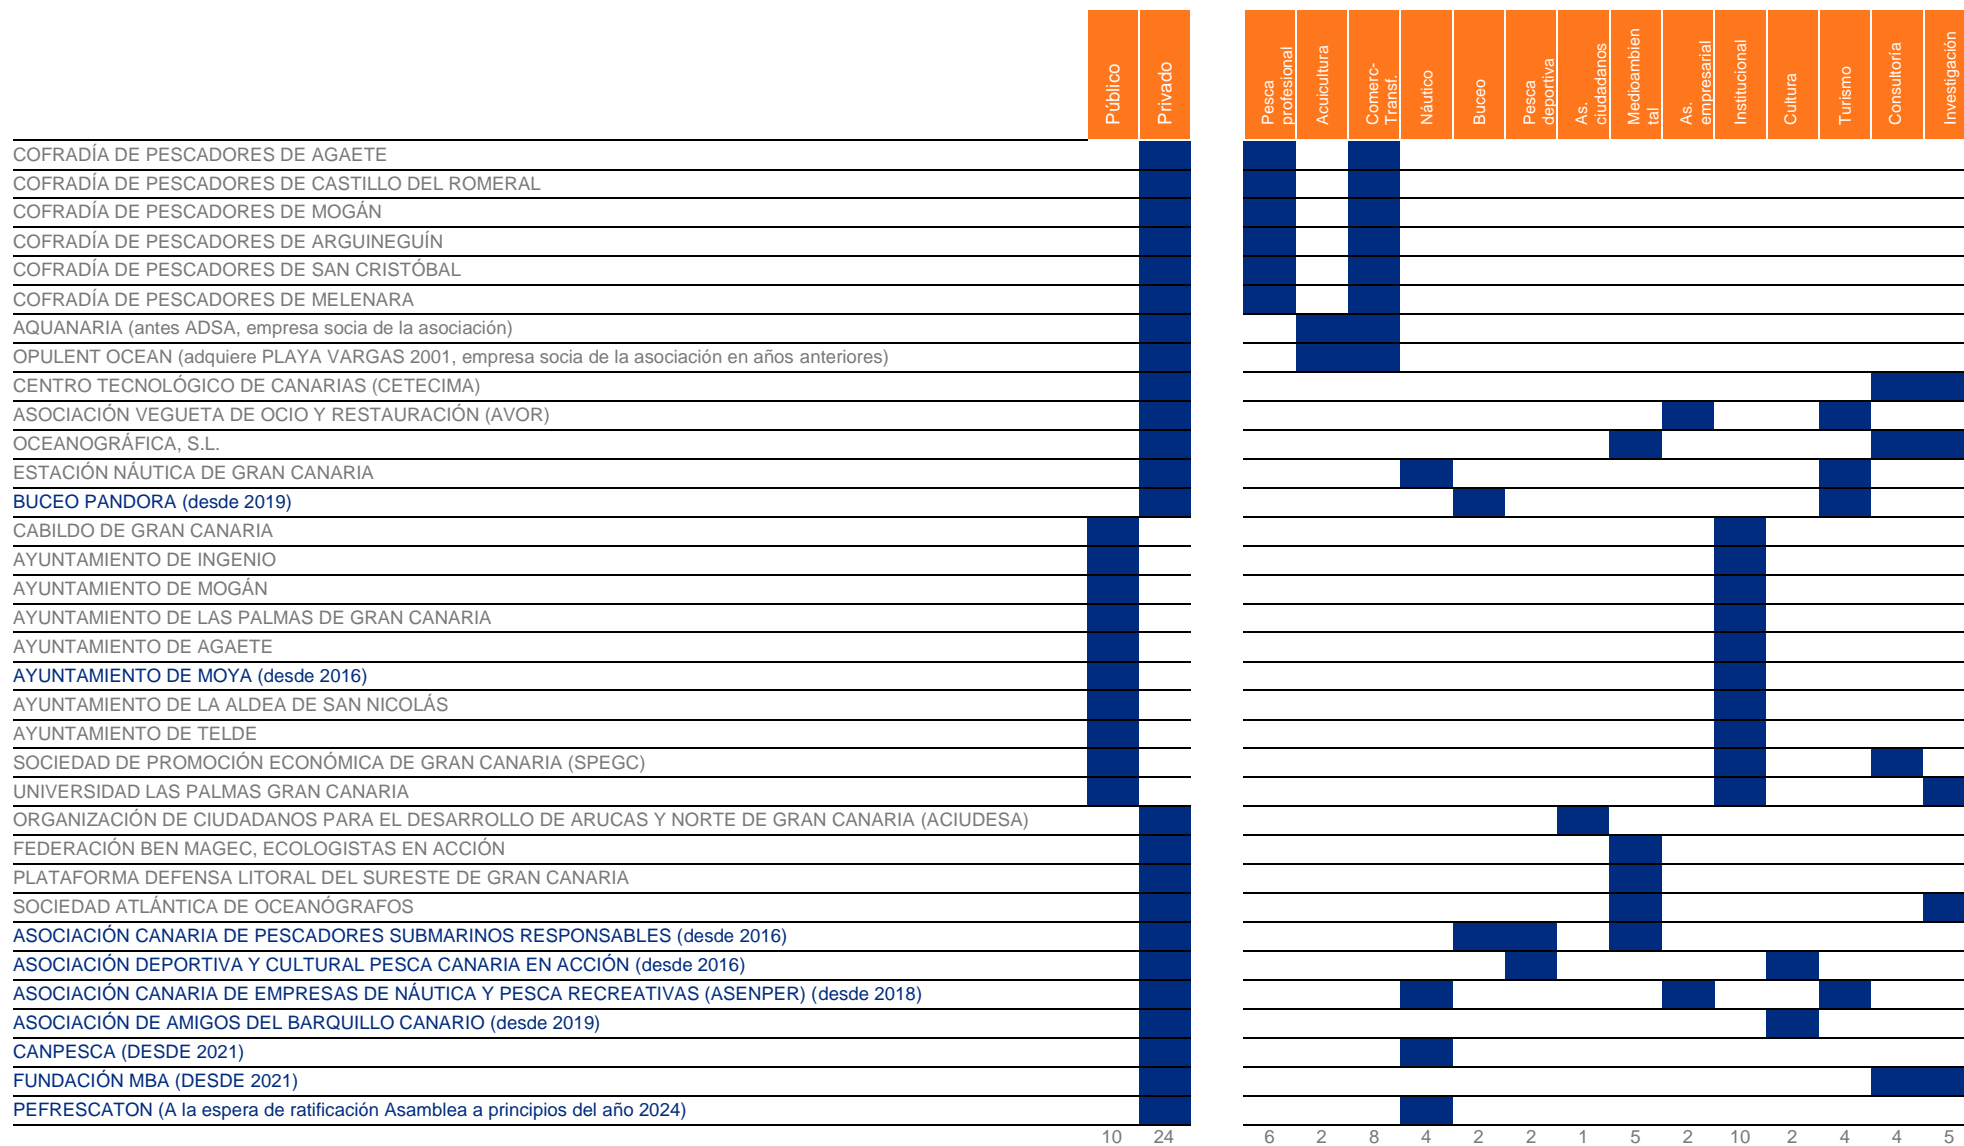 Público
Privado
Pesca
profesional
Acuicultura
Comerc-
Transf.
Náutico
Buceo
Pesca
deportiva
As.
ciudadanos
Medioambien
tal
As.
empresarial
Institucional
Cultura
Turismo
Consultoría
Investigación
COFRADÍA DE PESCADORES DE AGAETE
COFRADÍA DE PESCADORES DE CASTILLO DEL ROMERAL
COFRADÍA DE PESCADORES DE MOGÁN
COFRADÍA DE PESCADORES DE ARGUINEGUÍN
COFRADÍA DE PESCADORES DE SAN CRISTÓBAL
COFRADÍA DE PESCADORES DE MELENARA
AQUANARIA (antes ADSA, empresa socia de la asociación)
OPULENT OCEAN (adquiere PLAYA VARGAS 2001, empresa socia de la asociación en años anteriores)
CENTRO TECNOLÓGICO DE CANARIAS (CETECIMA)
ASOCIACIÓN VEGUETA DE OCIO Y RESTAURACIÓN (AVOR)
OCEANOGRÁFICA, S.L.
ESTACIÓN NÁUTICA DE GRAN CANARIA
BUCEO PANDORA (desde 2019)
CABILDO DE GRAN CANARIA
AYUNTAMIENTO DE INGENIO
AYUNTAMIENTO DE MOGÁN
AYUNTAMIENTO DE LAS PALMAS DE GRAN CANARIA
AYUNTAMIENTO DE AGAETE
AYUNTAMIENTO DE MOYA (desde 2016)
AYUNTAMIENTO DE LA ALDEA DE SAN NICOLÁS
AYUNTAMIENTO DE TELDE
SOCIEDAD DE PROMOCIÓN ECONÓMICA DE GRAN CANARIA (SPEGC)
UNIVERSIDAD LAS PALMAS GRAN CANARIA
ORGANIZACIÓN DE CIUDADANOS PARA EL DESARROLLO DE ARUCAS Y NORTE DE GRAN CANARIA (ACIUDESA)
FEDERACIÓN BEN MAGEC, ECOLOGISTAS EN ACCIÓN
PLATAFORMA DEFENSA LITORAL DEL SURESTE DE GRAN CANARIA
SOCIEDAD ATLÁNTICA DE OCEANÓGRAFOS
ASOCIACIÓN CANARIA DE PESCADORES SUBMARINOS RESPONSABLES (desde 2016)
ASOCIACIÓN DEPORTIVA Y CULTURAL PESCA CANARIA EN ACCIÓN (desde 2016)
ASOCIACIÓN CANARIA DE EMPRESAS DE NÁUTICA Y PESCA RECREATIVAS (ASENPER) (desde 2018)
ASOCIACIÓN DE AMIGOS DEL BARQUILLO CANARIO (desde 2019)
CANPESCA (DESDE 2021)
FUNDACIÓN MBA (DESDE 2021)
PEFRESCATON (A la espera de ratificación Asamblea a principios del año 2024)
10 24 6 2 8 4 2 2 1 5 2 10 2 4 4 5